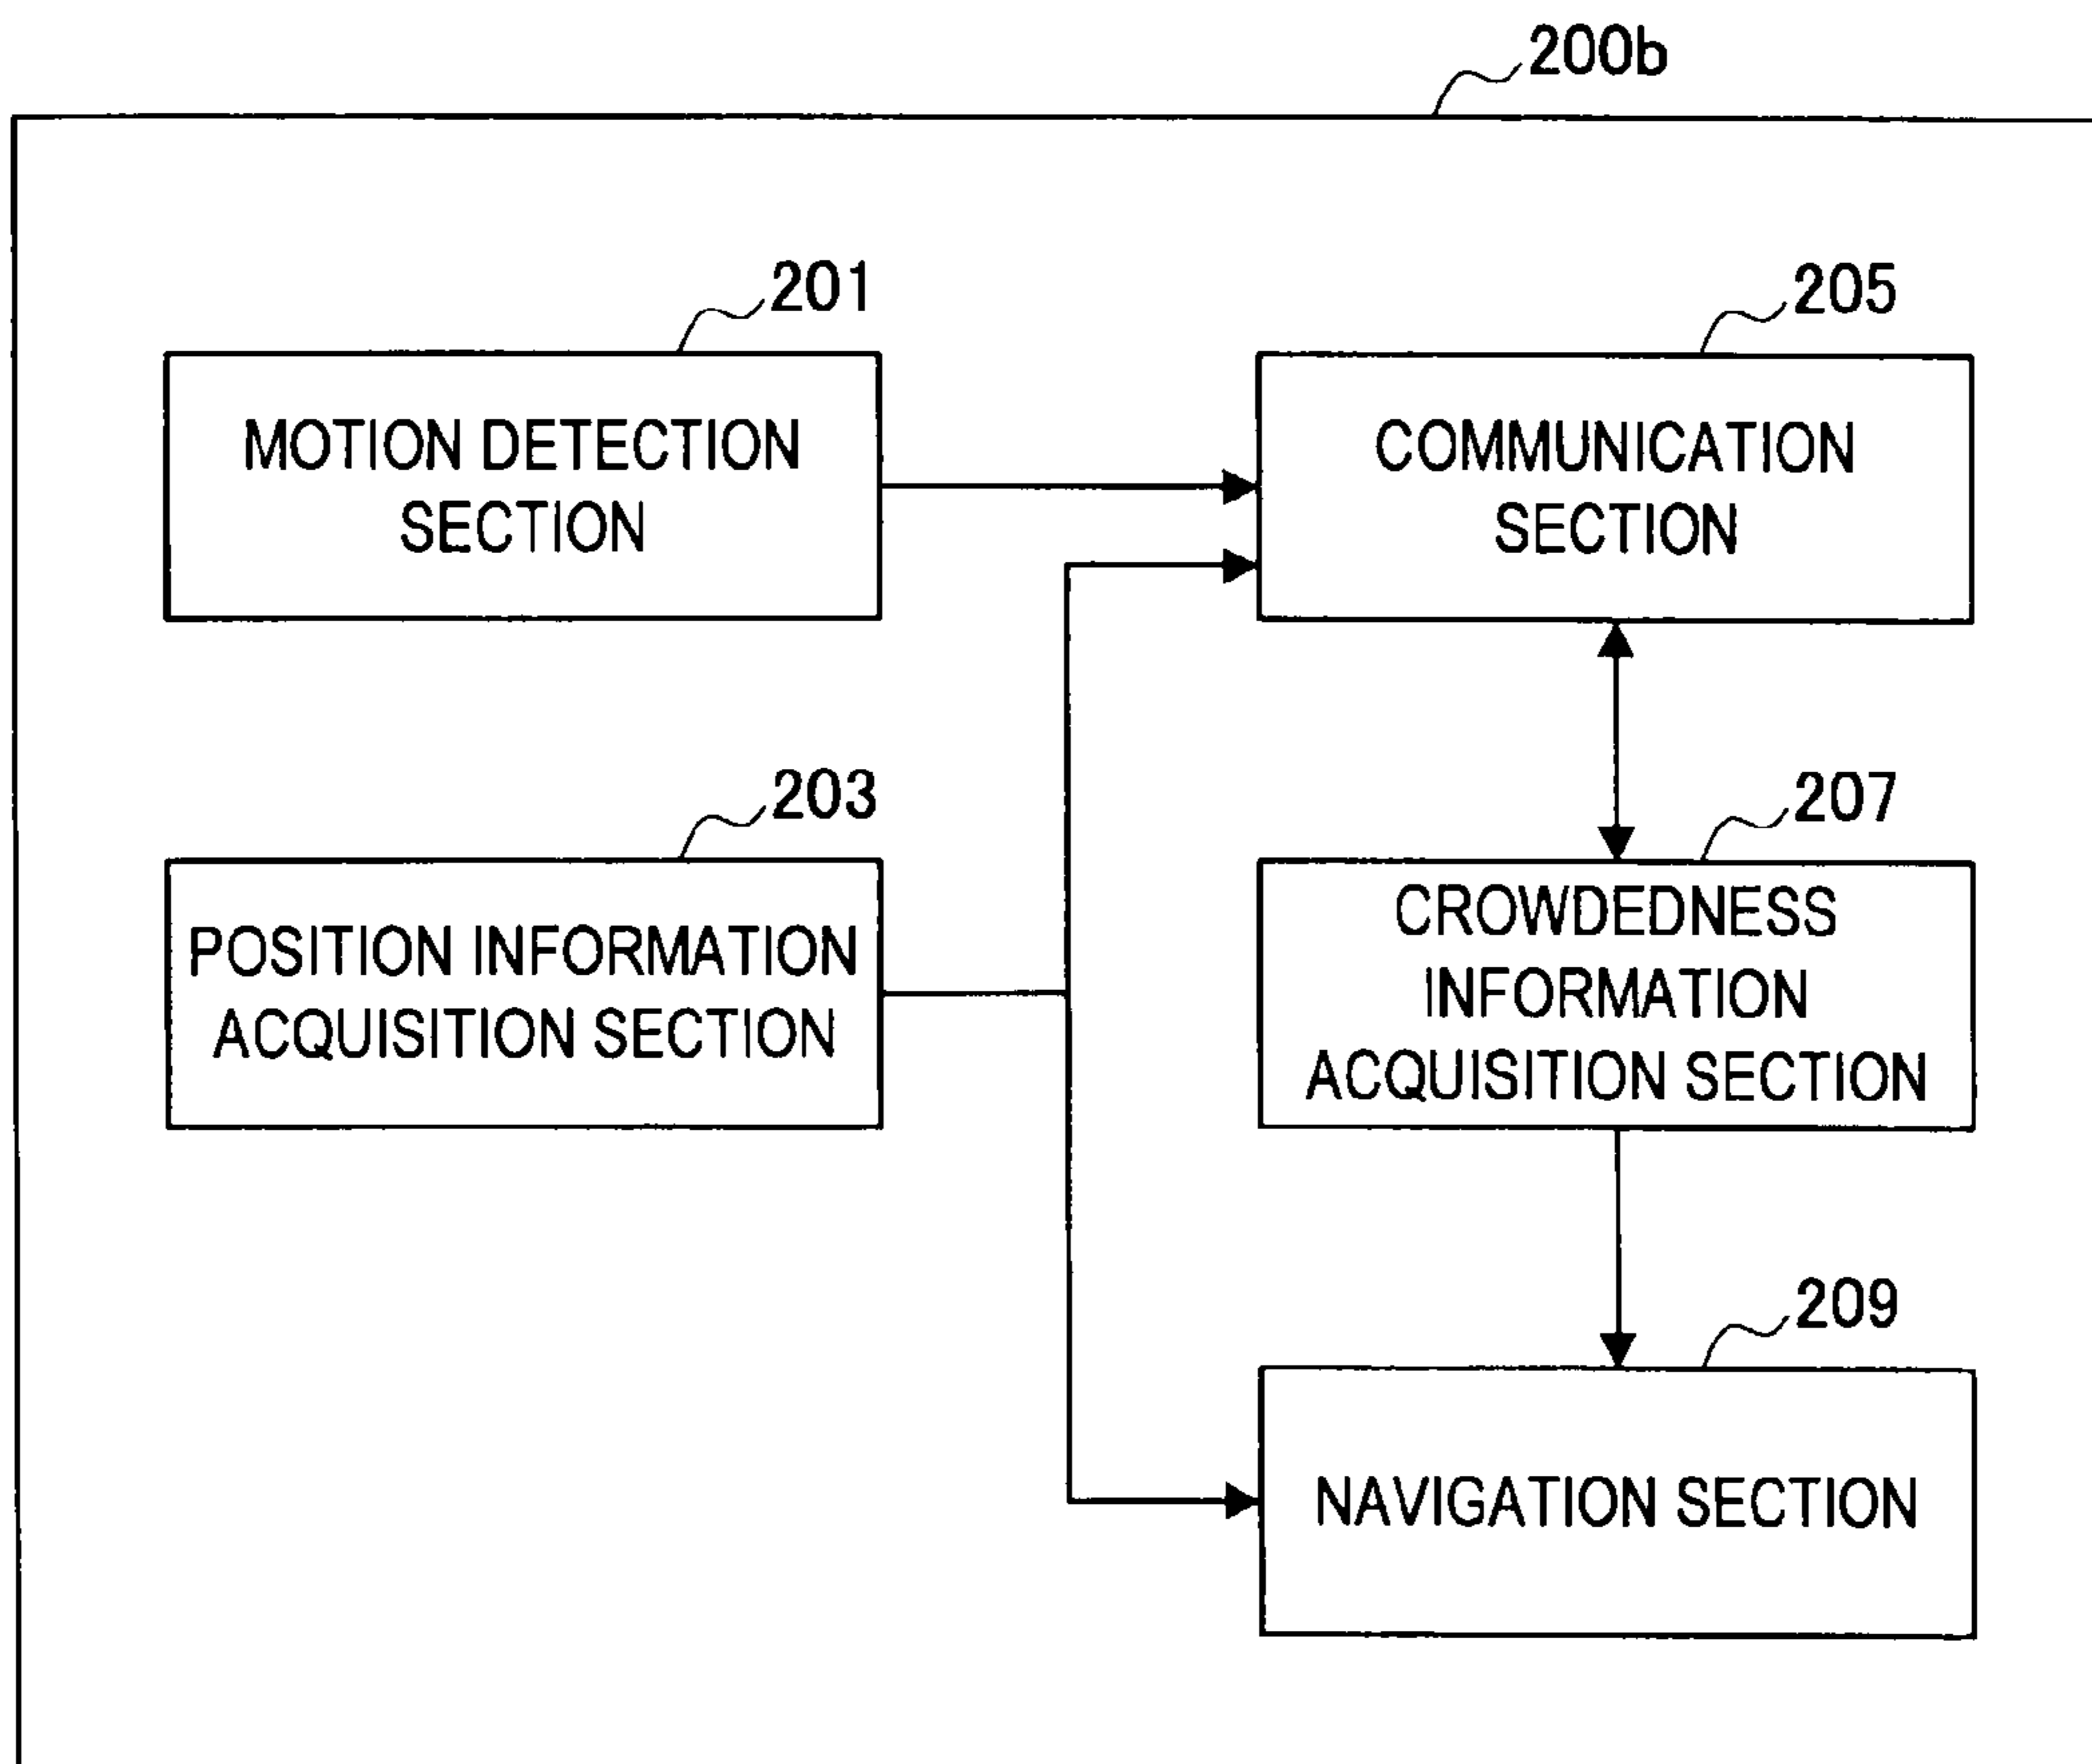 200b
201
MOTION DETECTION
SECTION
205
COMMUNICATION
SECTION
203
POSITION INFORMATION
ACQUISITION SECTION
207
CROWDEDNESS
INFORMATION
ACQUISITION SECTION
209
NAVIGATION SECTION